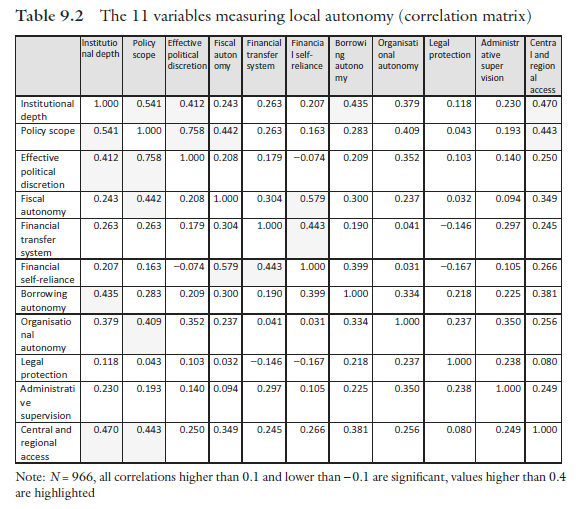 Table 9.2 The 11 variables measuring local autonomy (correlation matrix)
Institutio nal depth Policy scope Effective political discretion Fiscal auton omy Financial transfer system Financia l self- reliance Borrowi ng autono my Organisati onal autonomy Legal protection Administr ative super vision Centra l and region al access
Institutional depth 1.000 0.541 0.412 0.243 0.263 0.207 0.435 0.379 0.118 0.230 0.470
Policy scope 0.541 1.000 0.758 0.442 0.263 0.163 0.283 0.409 0.043 0.193 0.443
Effective political discretion 0.412 0.758 1.000 0.208 0.179 −0.074 0.209 0.352 0.103 0.140 0.250
Fiscal autonomy 0.243 0.442 0.208 1.000 0.304 0.579 0.300 0.237 0.032 0.094 0.349
Financial transfer system 0.263 0.263 0.179 0.304 1.000 0.443 0.190 0.041 −0.146 0.297 0.245
Financial self-reliance 0.207 0.163 −0.074 0.579 0.443 1.000 0.399 0.031 −0.167 0.105 0.266
Borrowing autonomy 0.435 0.283 0.209 0.300 0.190 0.399 1.000 0.334 0.218 0.225 0.381
Organisatio nal autonomy 0.379 0.409 0.352 0.237 0.041 0.031 0.334 1.000 0.237 0.350 0.256
Legal protection 0.118 0.043 0.103 0.032 −0.146 −0.167 0.218 0.237 1.000 0.238 0.080
Administrati ve supervision 0.230 0.193 0.140 0.094 0.297 0.105 0.225 0.350 0.238 1.000 0.249
Central and regional access 0.470 0.443 0.250 0.349 0.245 0.266 0.381 0.256 0.080 0.249 1.000
Note: N = 966, all correlations higher than 0.1 and lower than −0.1 are significant, values higher than 0.4
are highlighted